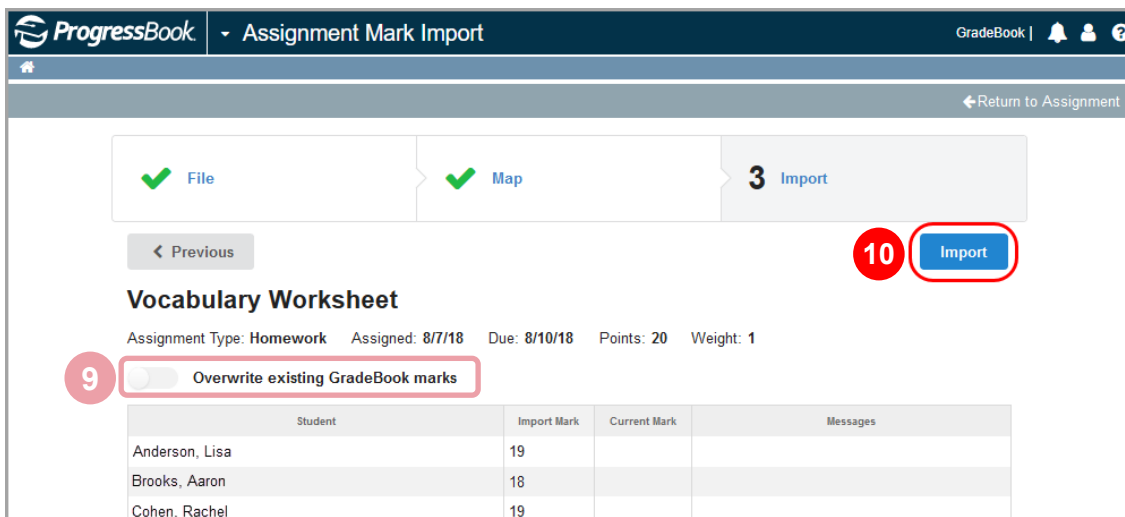 ProgressBook. Assignment Mark Import GradeBook |
Return to Assignment
File Map 3 Import
Previous 10 Import
Vocabulary Worksheet
Assignment Type: Homework Assigned: 8/7/18 Due: 8/10/18 Points: 20 Weight: 1
9 Overwrite existing GradeBook marks
Student Import Mark Current Mark Messages
Anderson, Lisa 19
Brooks, Aaron 18
Cohen, Rachel 19